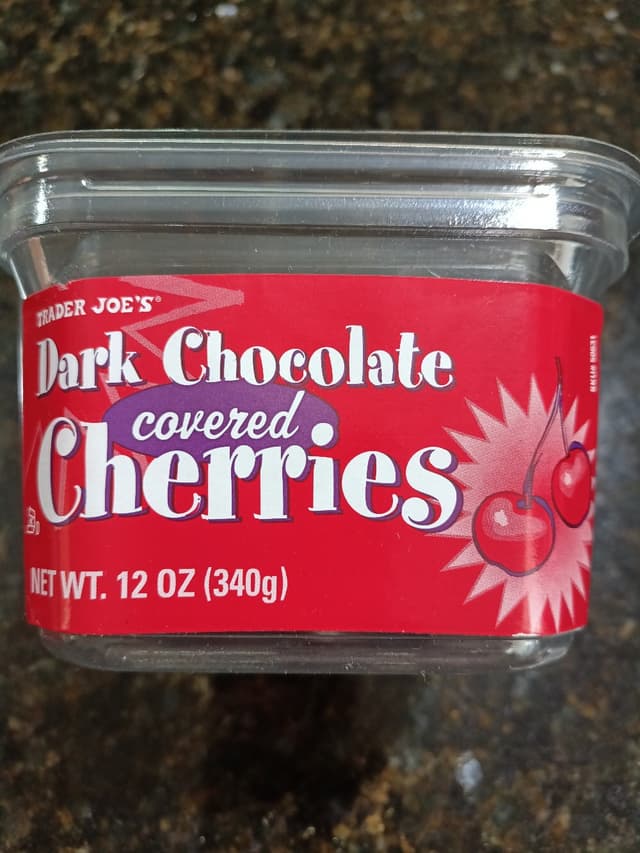 TRADER JOE'S®
Dark Chocolate
covered
Cherries
NET WT. 12 OZ (340g)